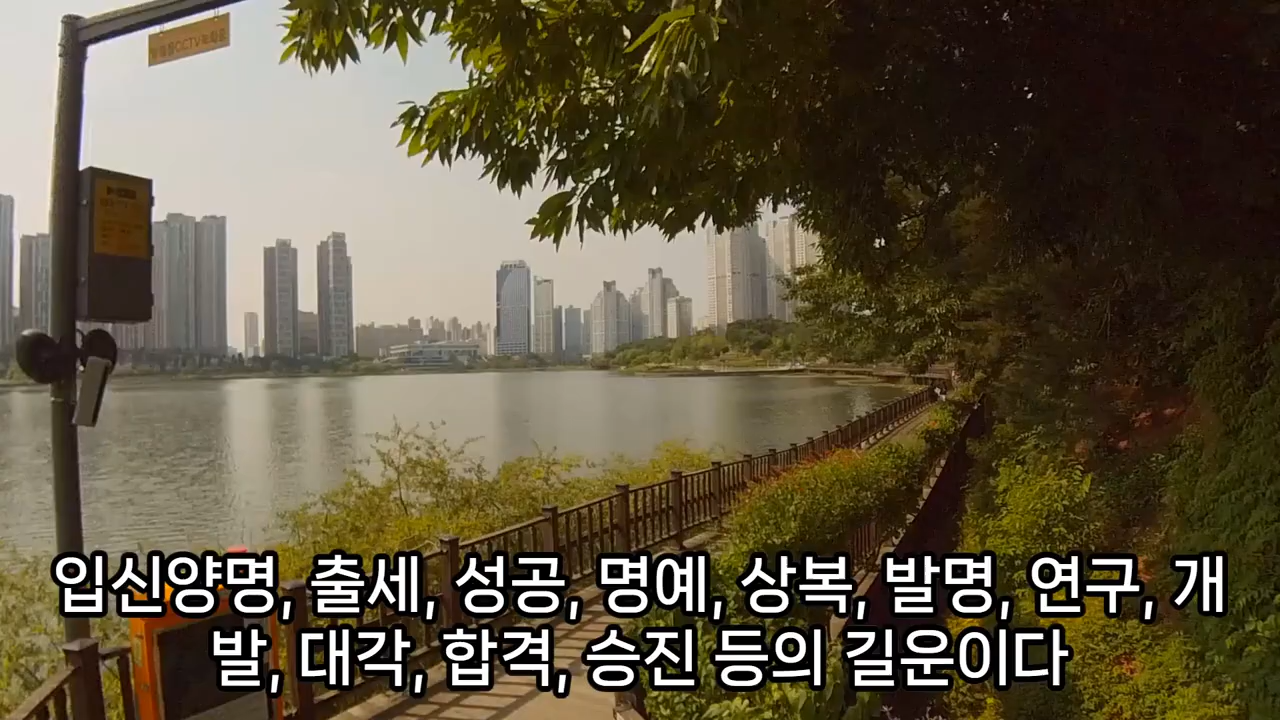 입신양명, 출세, 성공, 명예, 상복, 발명, 연구, 개
발, 대각, 합격, 승진 등의 길운이다